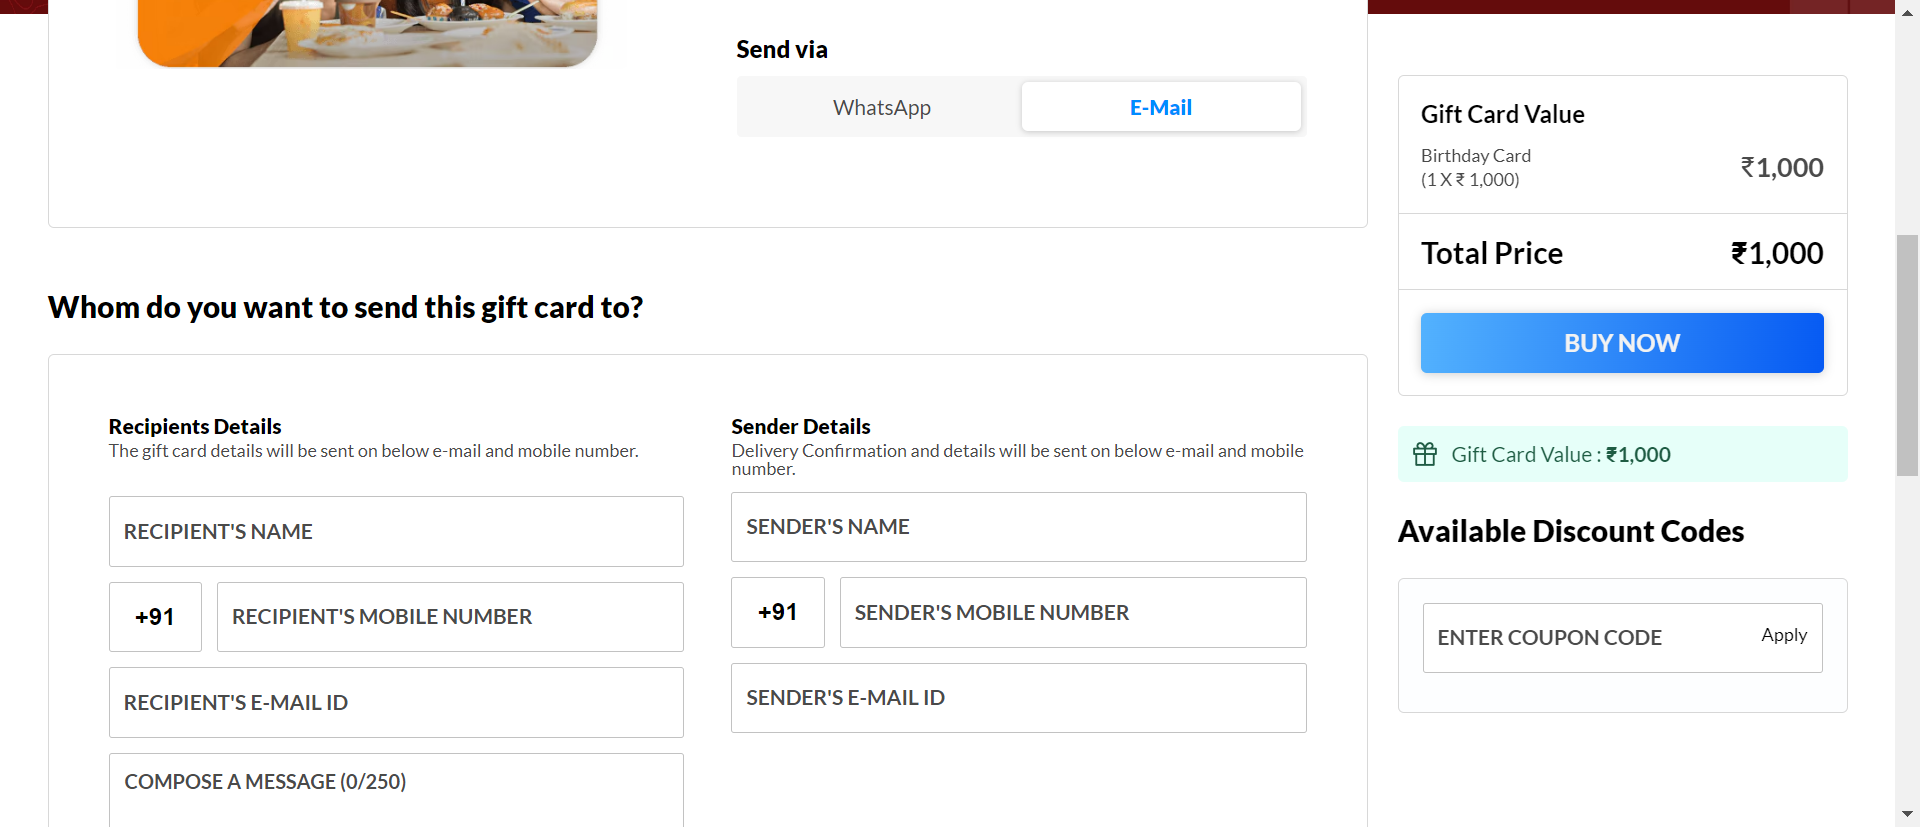 Send via
WhatsApp
E-Mail
Gift Card Value
Birthday Card
(1 X ₹ 1,000)
₹1,000
Total Price
₹1,000
BUY NOW
Gift Card Value : ₹1,000
Available Discount Codes
ENTER COUPON CODE
Apply
Whom do you want to send this gift card to?
Recipients Details
The gift card details will be sent on below e-mail and mobile number.
RECIPIENT'S NAME
+91
RECIPIENT'S MOBILE NUMBER
RECIPIENT'S E-MAIL ID
COMPOSE A MESSAGE (0/250)
Sender Details
Delivery Confirmation and details will be sent on below e-mail and mobile
number.
SENDER'S NAME
+91
SENDER'S MOBILE NUMBER
SENDER'S E-MAIL ID